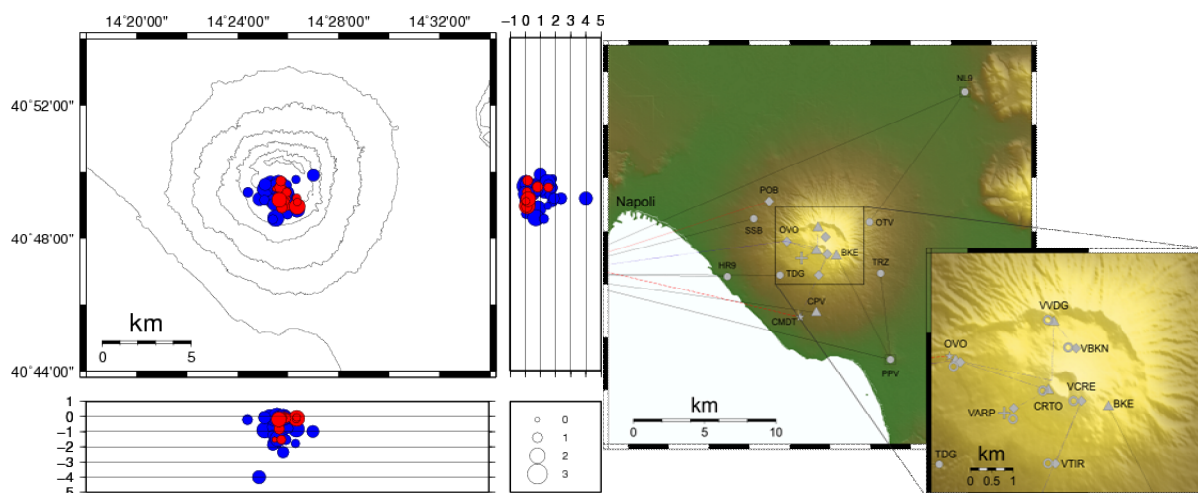 14°20'00" 14°24'00" 14°28'00" 14°32'00"
-1 0 1 2 3 4 5
40°52'00"
40°48'00"
40°44'00"
km
0 5
1
0
-1
-2
-3
-4
5
0
1
2
3
NL9
POB
Napoli
SSB
OVO
OTV
BKE
HR9
TDG
TRZ
CPV
CMDT
PPV
km
0 5 10
VVDG
OVO
VBKN
VCRE
CRTO
BKE
VARP
TDG
VTIR
km
0 0.5 1